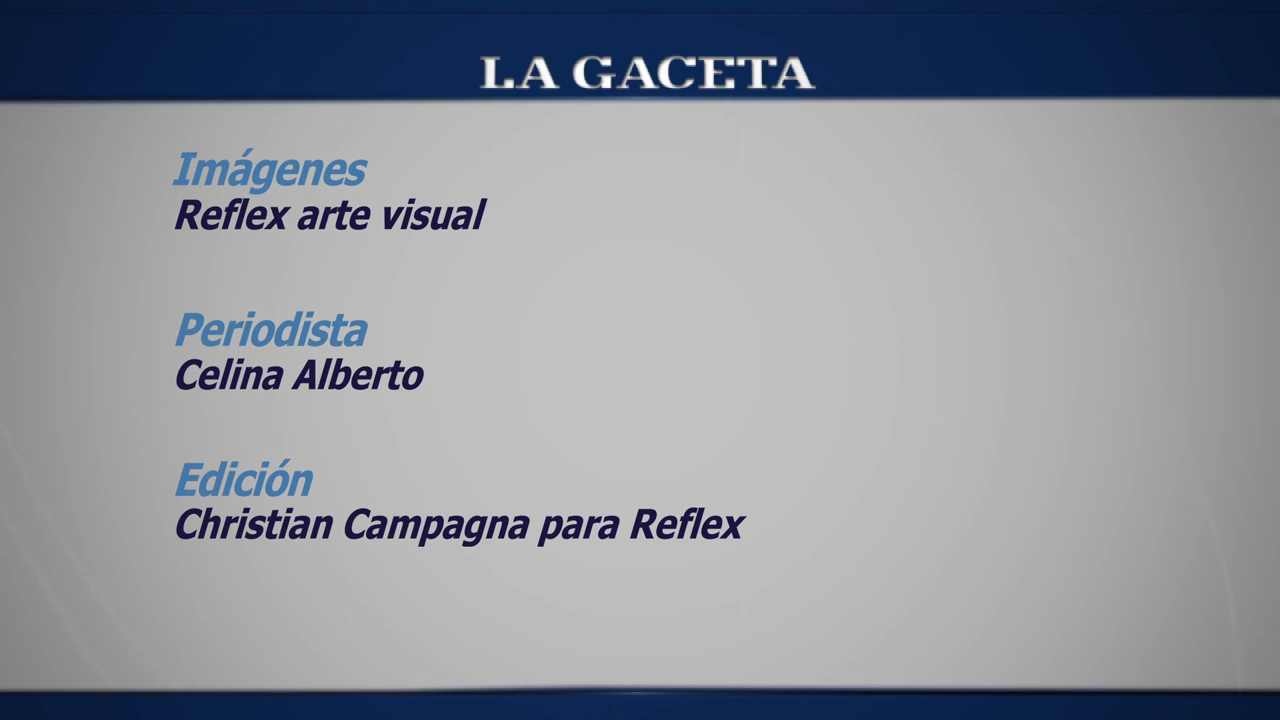 LA GACETA
Imágenes
Reflex arte visual
Periodista
Celina Alberto
Edición
Christian Campagna para Reflex